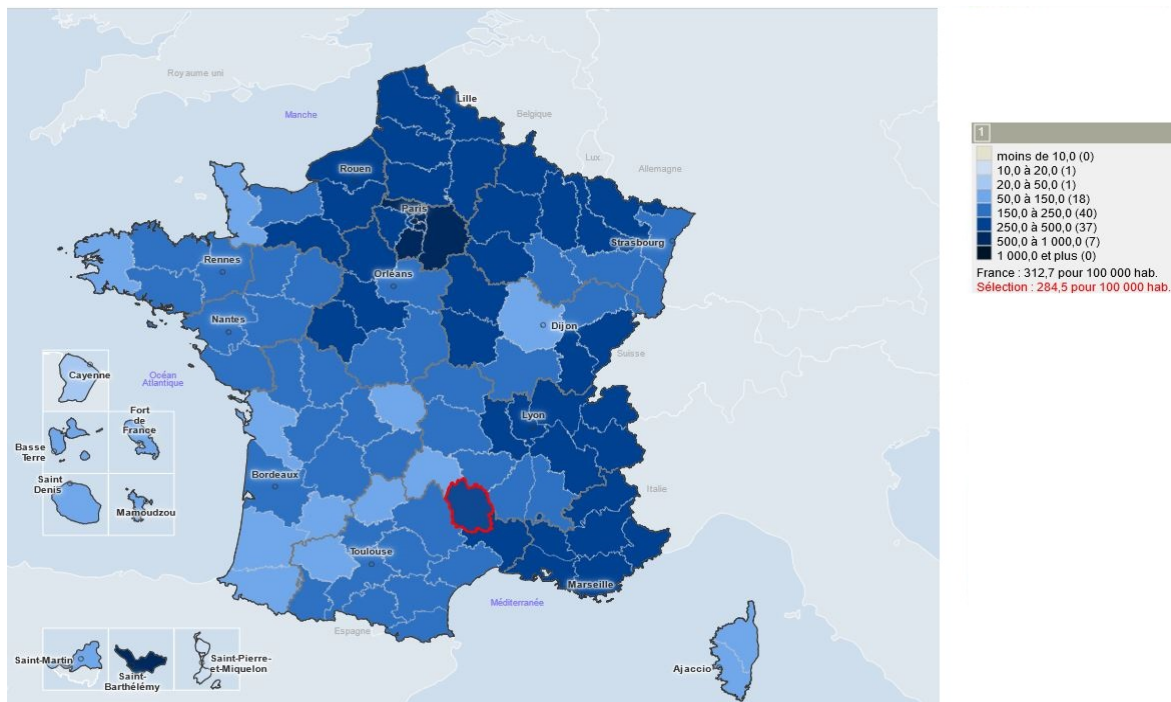 Royaume uni
Lille
Manche
Belgique
Lux.
Allemagne
Rouen
Paris
Strasbourg
Rennes
Orléans
Nantes
Dijon
Suisse
Cayenne
Océan
Atlantique
Fort
de
France
Lyon
Basse
Terre
Bordeaux
Saint
Denis
Italie
Mamoudzou
Toulouse
Marseille
Méditerranée
Espagne
Saint-Martin
Saint-
Barthélémy
Saint-Pierre-
et-Miquelon
Ajaccio
1
moins de 10,0 (0)
10,0 à 20,0 (1)
20,0 à 50,0 (1)
50,0 à 150,0 (18)
150,0 à 250,0 (40)
250,0 à 500,0 (37)
500,0 à 1 000,0 (7)
1 000,0 et plus (0)
France : 312,7 pour 100 000 hab.
Sélection : 284,5 pour 100 000 hab.